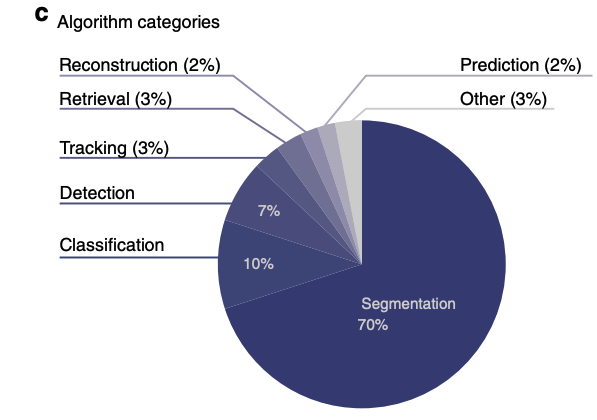 c Algorithm categories
Reconstruction (2%)
Prediction (2%)
Retrieval (3%)
Other (3%)
Tracking (3%)
Detection
7%
Classification
10%
Segmentation
70%